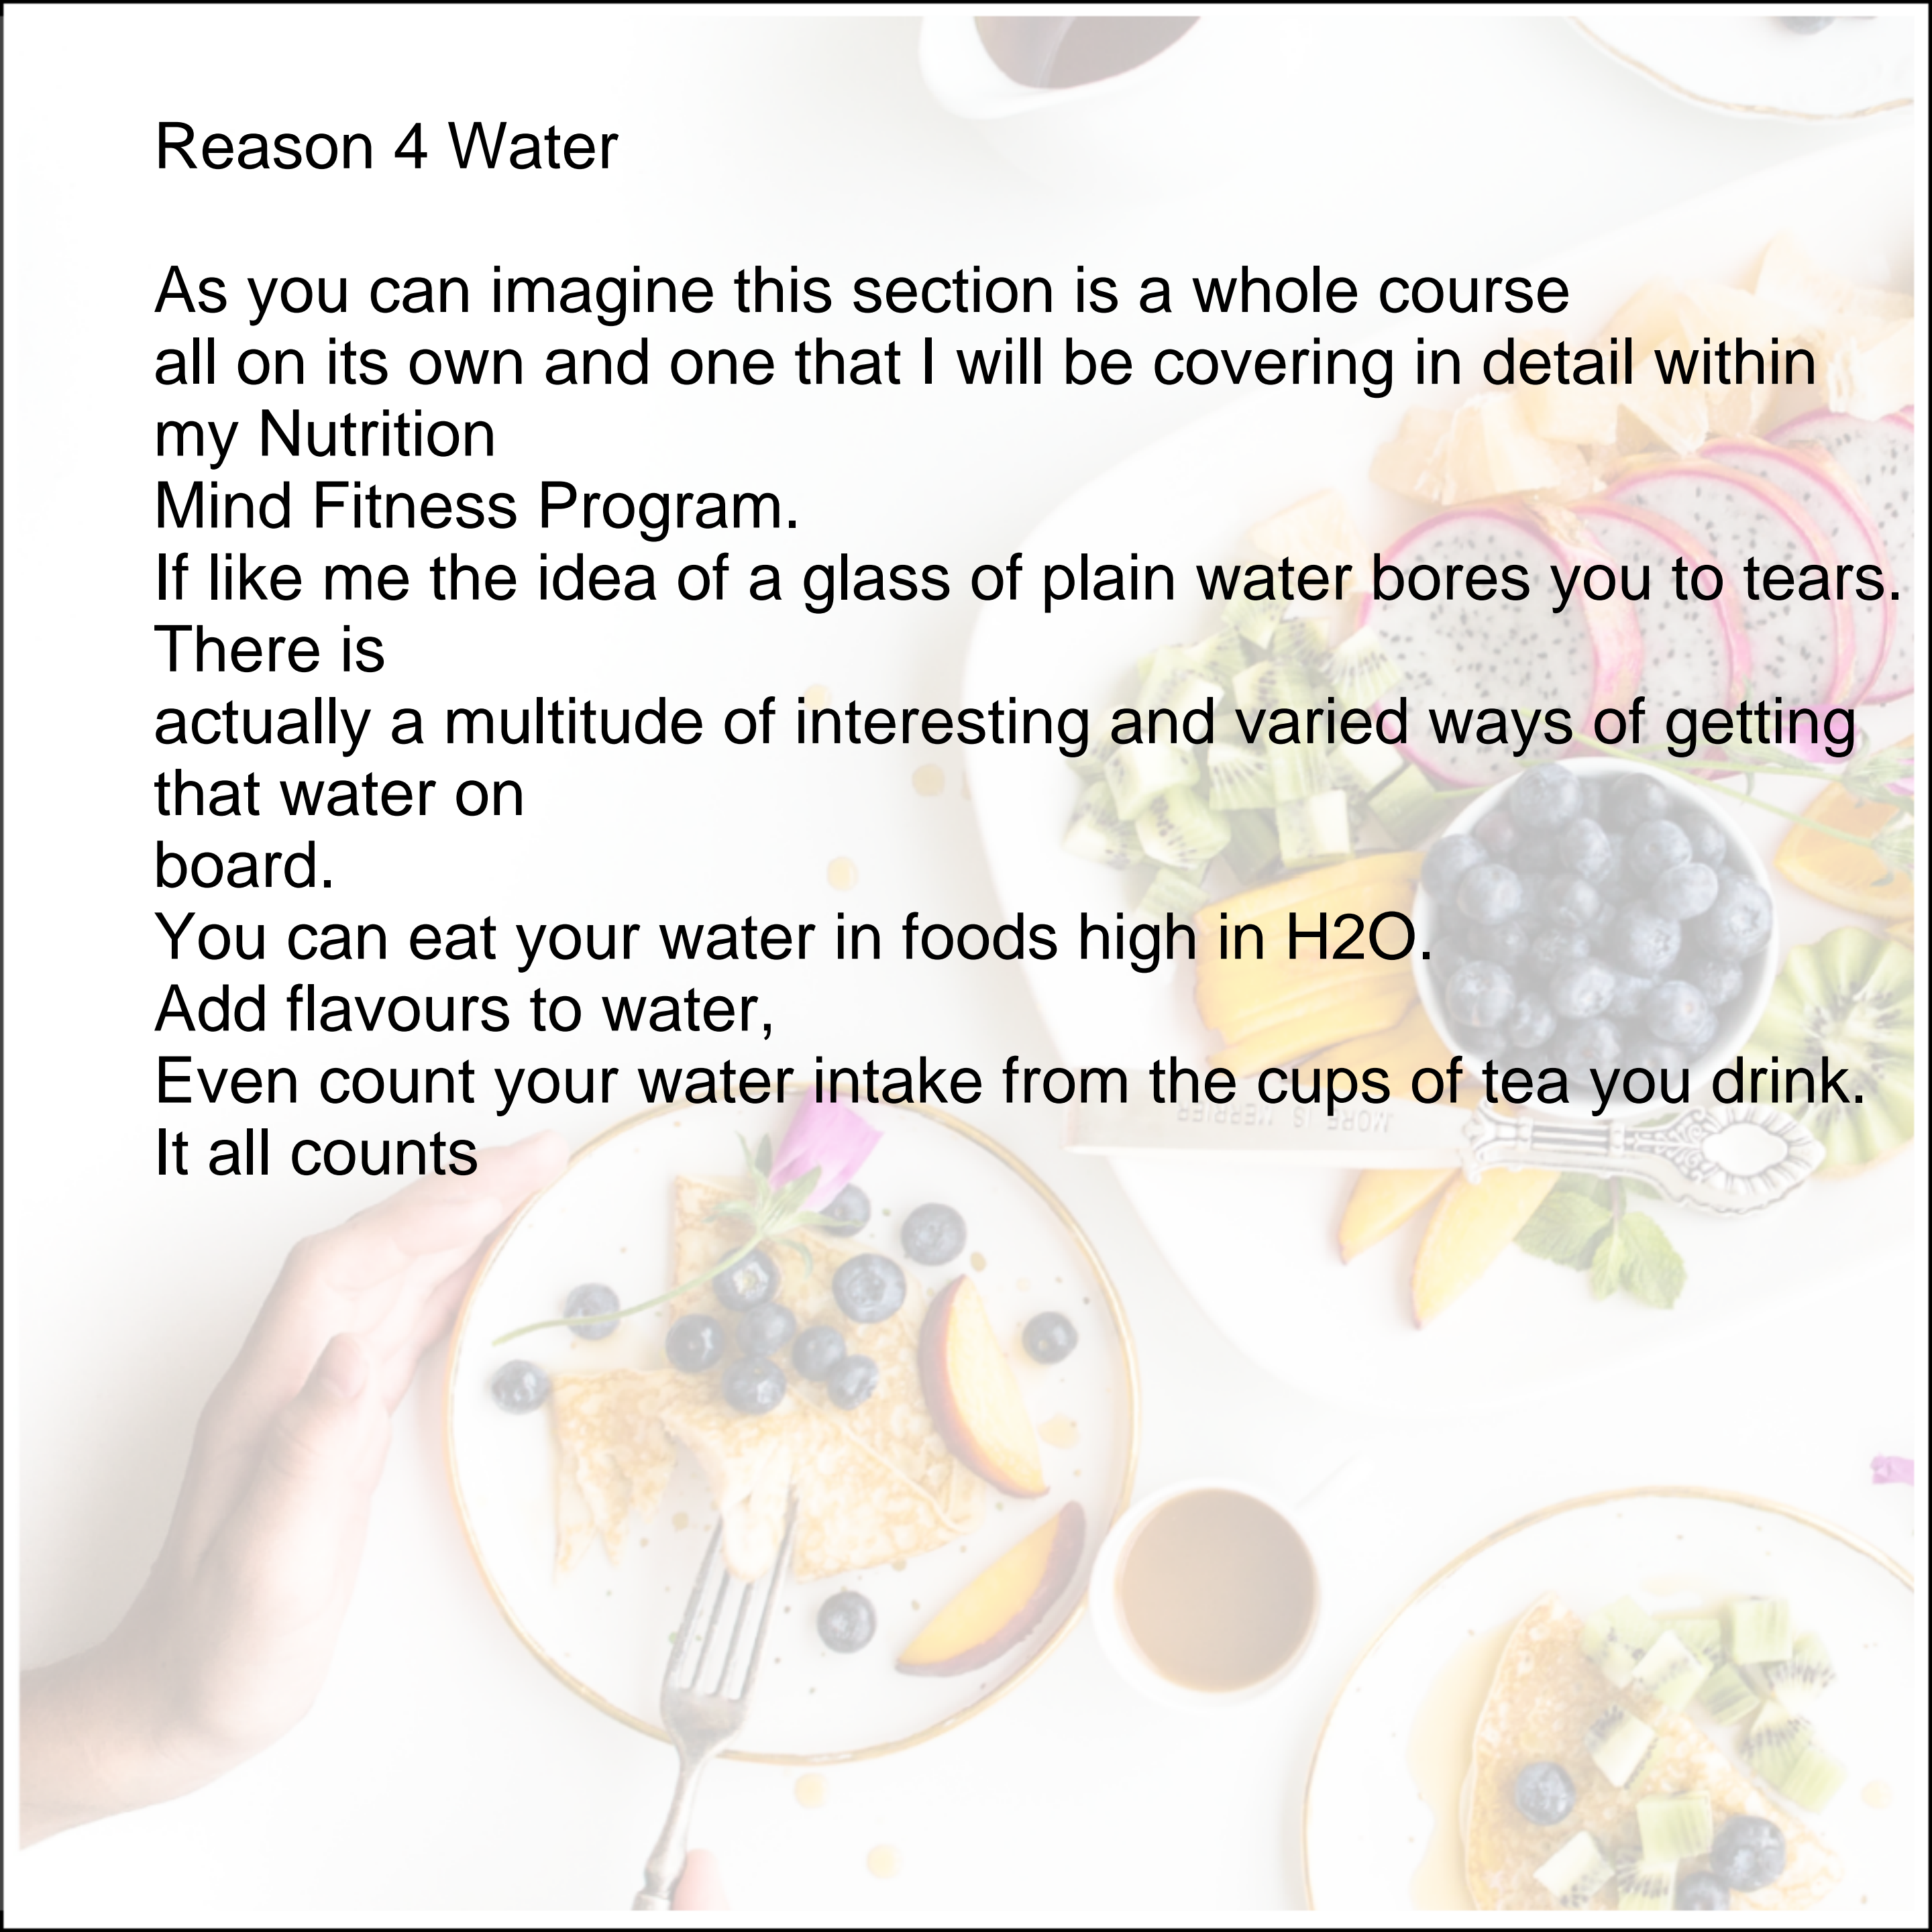 Reason 4 Water
As you can imagine this section is a whole course
all on its own and one that I will be covering in detail within
my Nutrition
Mind Fitness Program.
If like me the idea of a glass of plain water bores you to tears.
There is
actually a multitude of interesting and varied ways of getting
that water on
board.
You can eat your water in foods high in H2O.
Add flavours to water,
Even count your water intake from the cups of tea you drink.
It all counts
MORE IS MERRIER